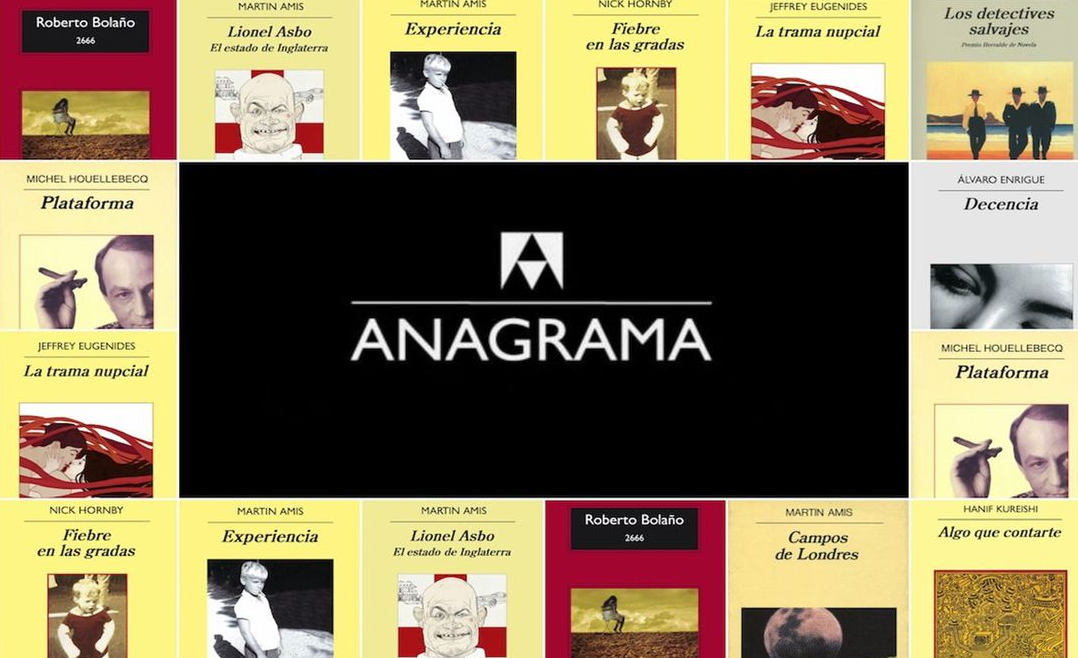 Roberto Bolaño
2666
MARTIN AMIS
Lionel Asbo
El estado de Inglaterra
MARTIN AMIS
Experiencia
NICK HORNBY
Fiebre
en las gradas
JEFFREY EUGENIDES
La trama nupcial
Los detectives
salvajes
Premio Herralde de Novela
MICHEL HOUELLEBECQ
Plataforma
ANAGRAMA
ÁLVARO ENRIGUE
Decencia
JEFFREY EUGENIDES
La trama nupcial
MICHEL HOUELLEBECQ
Plataforma
NICK HORNBY
Fiebre
en las gradas
MARTIN AMIS
Experiencia
MARTIN AMIS
Lionel Asbo
El estado de Inglaterra
Roberto Bolaño
2666
MARTIN AMIS
Campos
de Londres
HANIF KUREISHI
Algo que contarte